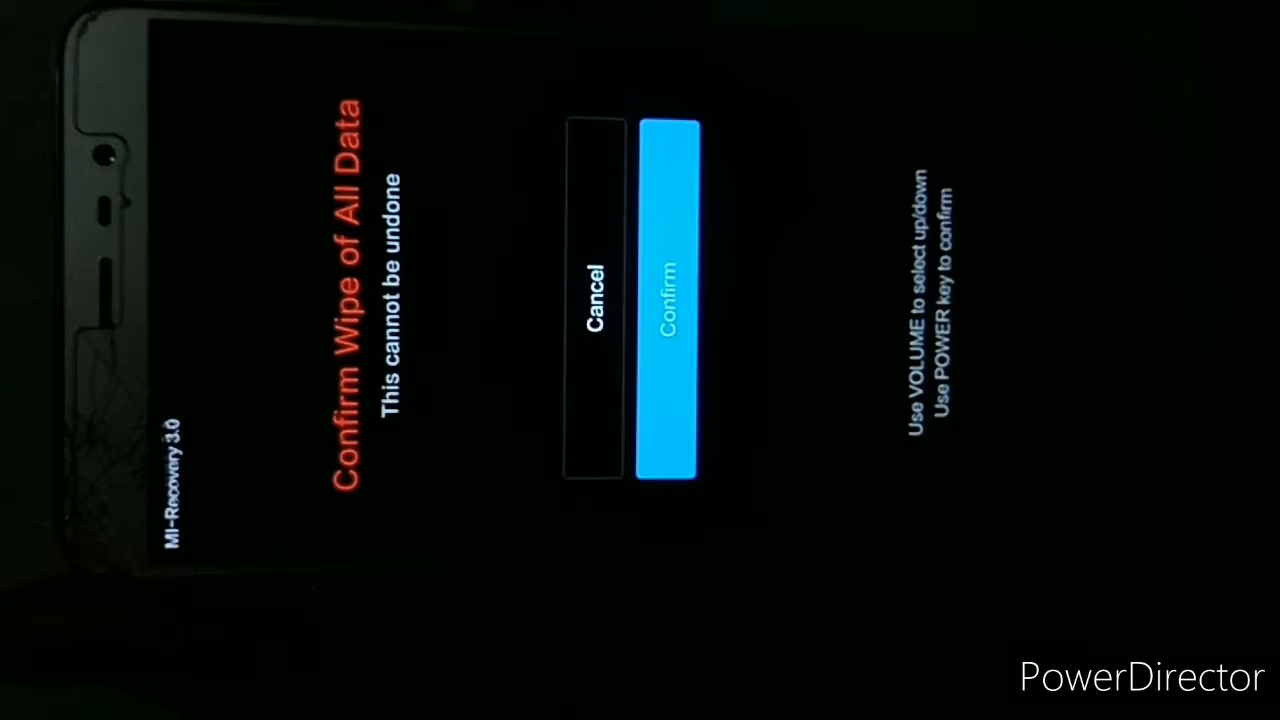 MI-Recovery 3.0
Confirm Wipe of All Data
This cannot be undone
Cancel
Confirm
Use VOLUME to select up/down
Use POWER key to confirm
PowerDirector